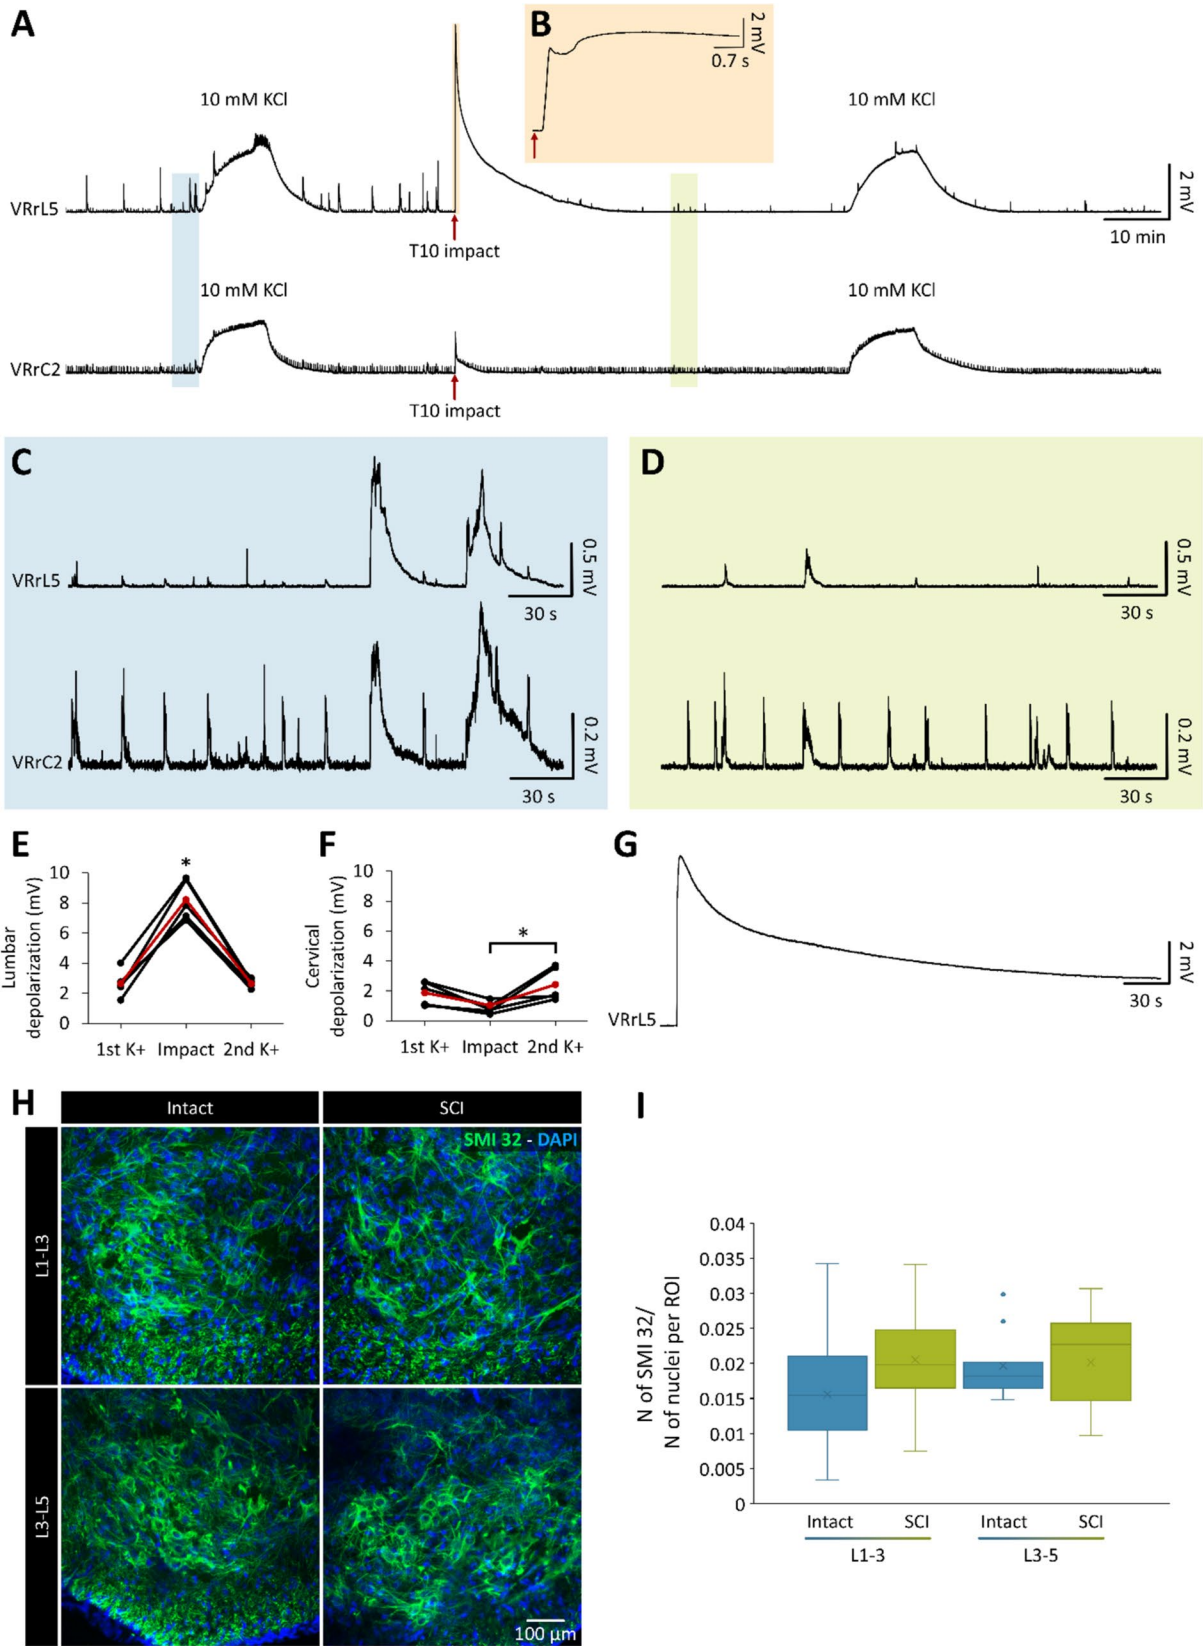 A
B
2 mV
0.7 s
10 mM KCl
10 mM KCl
VRrL5
T10 impact
2 mV
10 min
10 mM KCl
10 mM KCl
VRrC2
T10 impact
C
VRrL5
0.5 mV
30 s
VRrC2
0.2 mV
30 s
D
0.5 mV
30 s
0.2 mV
30 s
E
Lumbar
depolarization (mV)
10
8
6
4
2
0
*
1st K+ Impact 2nd K+
F
Cervical
depolarization (mV)
10
8
6
4
2
0
*
1st K+ Impact 2nd K+
G
VRrL5
2 mV
30 s
H
Intact SCI
SMI 32 - DAPI
L1-L3
L3-L5
100 µm
I
N of SMI 32/
N of nuclei per ROI
0.04
0.035
0.03
0.025
0.02
0.015
0.01
0.005
0
Intact SCI Intact SCI
L1-3 L3-5